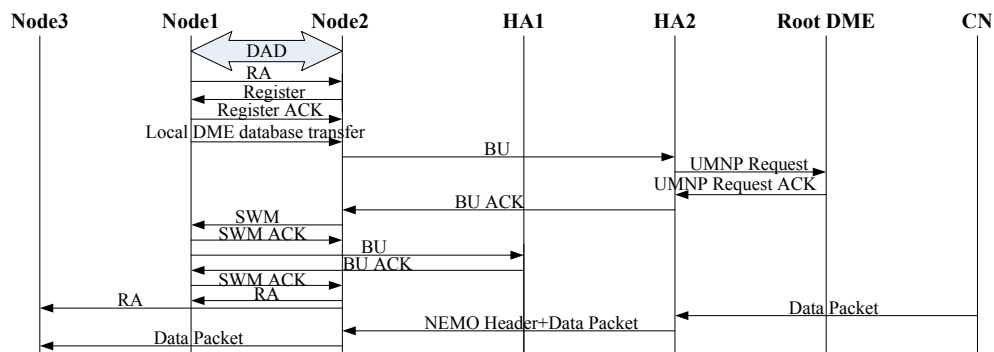 Node3 Node1 Node2 HA1 HA2 Root DME CN
DAD
RA
Register
Register ACK
Local DME database transfer
BU
UMNP Request
UMNP Request ACK
BU ACK
SWM
SWM ACK
BU
BU ACK
SWM ACK
RA RA
Data Packet
NEMO Header+Data Packet
Data Packet